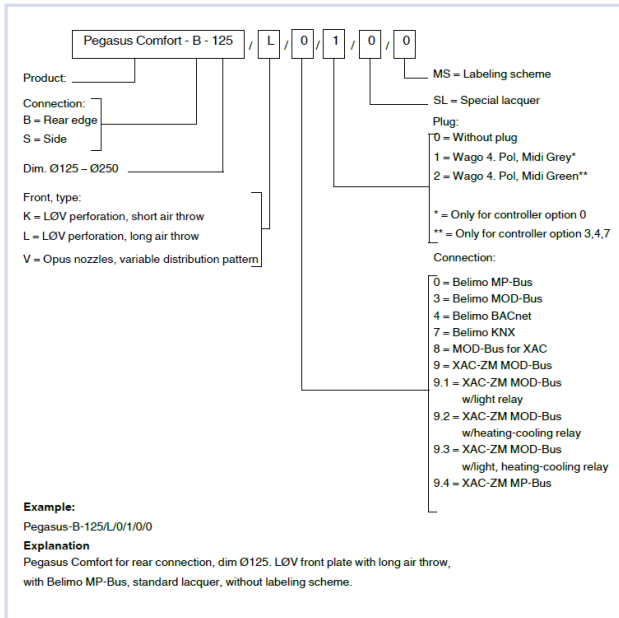 Pegasus Comfort - B - 125 / L / 0 / 1 / 0 / 0
Product:
Connection:
B = Rear edge
S = Side
Dim. Ø125 – Ø250
Front, type:
K = LØV perforation, short air throw
L = LØV perforation, long air throw
V = Opus nozzles, variable distribution pattern
MS = Labeling scheme
SL = Special lacquer
Plug:
0 = Without plug
1 = Wago 4. Pol, Midi Grey*
2 = Wago 4. Pol, Midi Green**
* = Only for controller option 0
** = Only for controller option 3,4,7
Connection:
0 = Belimo MP-Bus
3 = Belimo MOD-Bus
4 = Belimo BACnet
7 = Belimo KNX
8 = MOD-Bus for XAC
9 = XAC-ZM MOD-Bus
9.1 = XAC-ZM MOD-Bus
w/light relay
9.2 = XAC-ZM MOD-Bus
w/heating-cooling relay
9.3 = XAC-ZM MOD-Bus
w/light, heating-cooling relay
9.4 = XAC-ZM MP-Bus
Example:
Pegasus-B-125/L/0/1/0/0
Explanation
Pegasus Comfort for rear connection, dim Ø125. LØV front plate with long air throw,
with Belimo MP-Bus, standard lacquer, without labeling scheme.